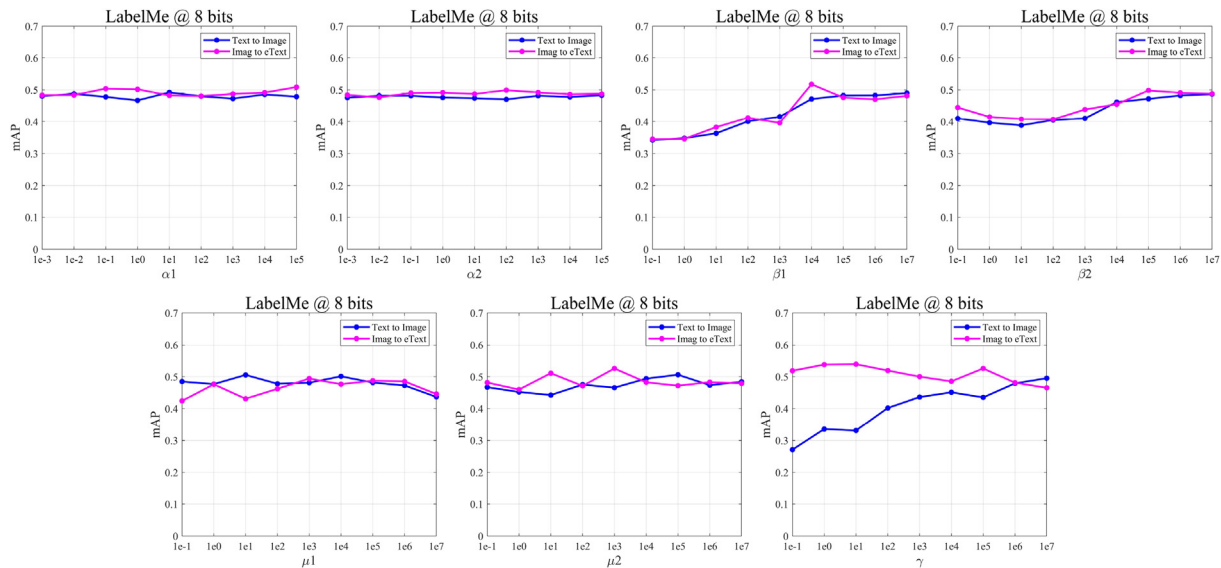 LabelMe @ 8 bits
0.7
0.6
0.5
0.4
0.3
0.2
0.1
0
mAP
Text to Image
Imag to eText
1e-3 1e-2 1e-1 1e0 1e1 1e2 1e3 1e4 1e5
α1
LabelMe @ 8 bits
0.7
0.6
0.5
0.4
0.3
0.2
0.1
0
mAP
Text to Image
Imag to eText
1e-3 1e-2 1e-1 1e0 1e1 1e2 1e3 1e4 1e5
α2
LabelMe @ 8 bits
0.7
0.6
0.5
0.4
0.3
0.2
0.1
0
mAP
Text to Image
Imag to eText
1e-1 1e0 1e1 1e2 1e3 1e4 1e5 1e6 1e7
β1
LabelMe @ 8 bits
0.7
0.6
0.5
0.4
0.3
0.2
0.1
0
mAP
Text to Image
Imag to eText
1e-1 1e0 1e1 1e2 1e3 1e4 1e5 1e6 1e7
β2
LabelMe @ 8 bits
0.7
0.6
0.5
0.4
0.3
0.2
0.1
0
mAP
Text to Image
Imag to eText
1e-1 1e0 1e1 1e2 1e3 1e4 1e5 1e6 1e7
μ1
LabelMe @ 8 bits
0.7
0.6
0.5
0.4
0.3
0.2
0.1
0
mAP
Text to Image
Imag to eText
1e-1 1e0 1e1 1e2 1e3 1e4 1e5 1e6 1e7
μ2
LabelMe @ 8 bits
0.7
0.6
0.5
0.4
0.3
0.2
0.1
0
mAP
Text to Image
Imag to eText
1e-1 1e0 1e1 1e2 1e3 1e4 1e5 1e6 1e7
γ